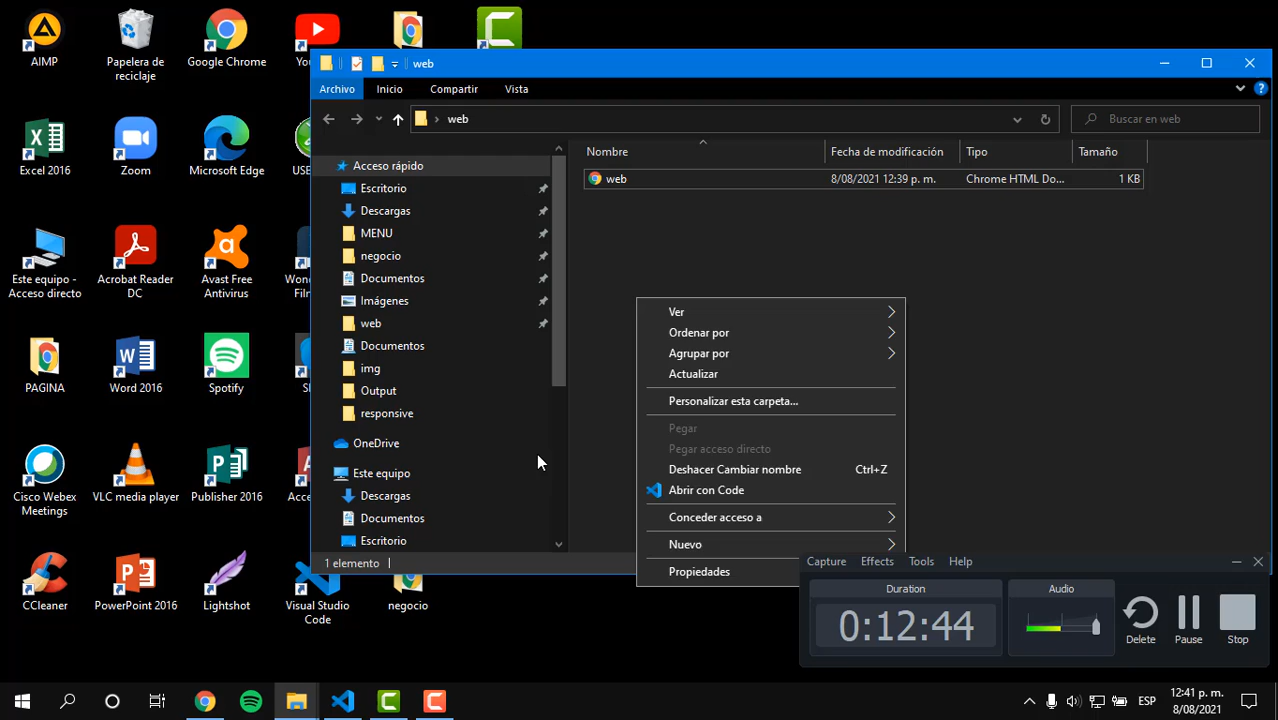 AIMP
Papelera de
reciclaje
Google Chrome
You
web
Archivo
Inicio
Compartir
Vista
web
Buscar en web
Excel 2016
Zoom
Microsoft Edge
USB
Acceso rápido
Escritorio
Descargas
MENU
negocio
Documentos
Imágenes
web
Documentos
img
Output
responsive
OneDrive
Este equipo
Descargas
Documentos
Escritorio
Nombre
Fecha de modificación
Tipo
Tamaño
web
8/08/2021 12:39 p. m.
Chrome HTML Do...
1 KB
Este equipo -
Acceso directo
Acrobat Reader
DC
Avast Free
Antivirus
Won
Fil
PAGINA
Word 2016
Spotify
Ver
Ordenar por
Agrupar por
Actualizar
Personalizar esta carpeta...
Pegar
Pegar acceso directo
Deshacer Cambiar nombre Ctrl+Z
Abrir con Code
Conceder acceso a
Nuevo
Propiedades
Cisco Webex
Meetings
VLC media player
Publisher 2016
Acce
1 elemento
CCleaner
PowerPoint 2016
Lightshot
Visual Studio
Code
negocio
Capture
Effects
Tools
Help
Duration
0:12:44
Audio
Delete
Pause
Stop
ESP
12:41 p. m.
8/08/2021